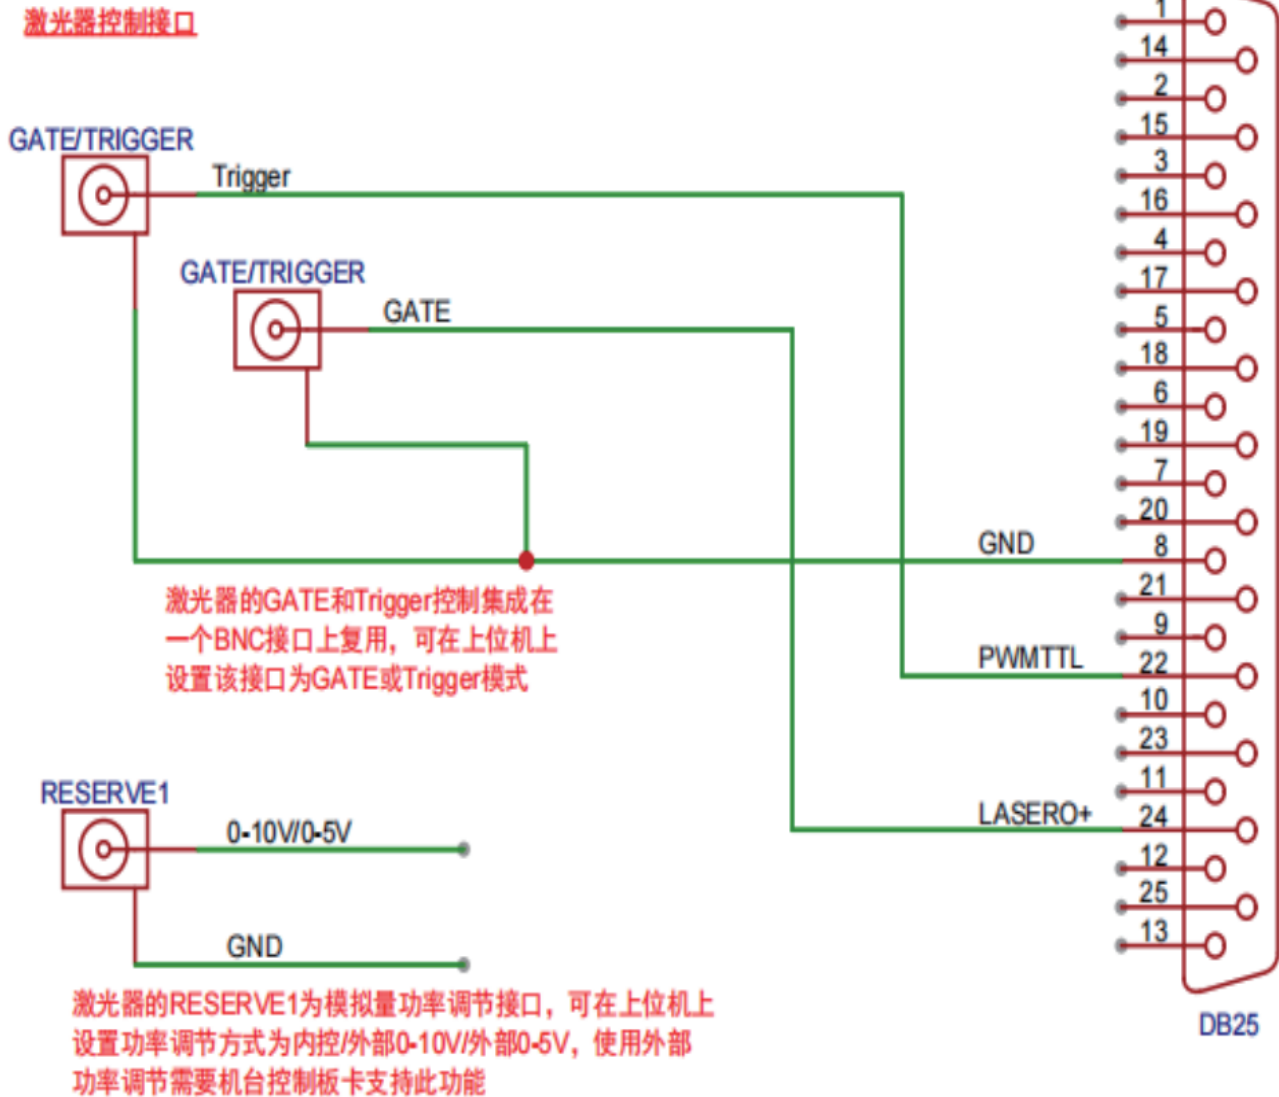 激光器控制接口
GATE/TRIGGER
Trigger
GATE/TRIGGER
GATE
GND
激光器的GATE和Trigger控制集成在
一个BNC接口上复用，可在上位机上
设置该接口为GATE或Trigger模式
PWMTTL
LASERO+
RESERVE1
0-10V/0-5V
GND
激光器的RESERVE1为模拟量功率调节接口，可在上位机上
设置功率调节方式为内控/外部0-10V/外部0-5V，使用外部
功率调节需要机台控制板卡支持此功能
1
14
2
15
3
16
4
17
5
18
6
19
7
20
8
21
9
22
10
23
11
24
12
25
13
DB25